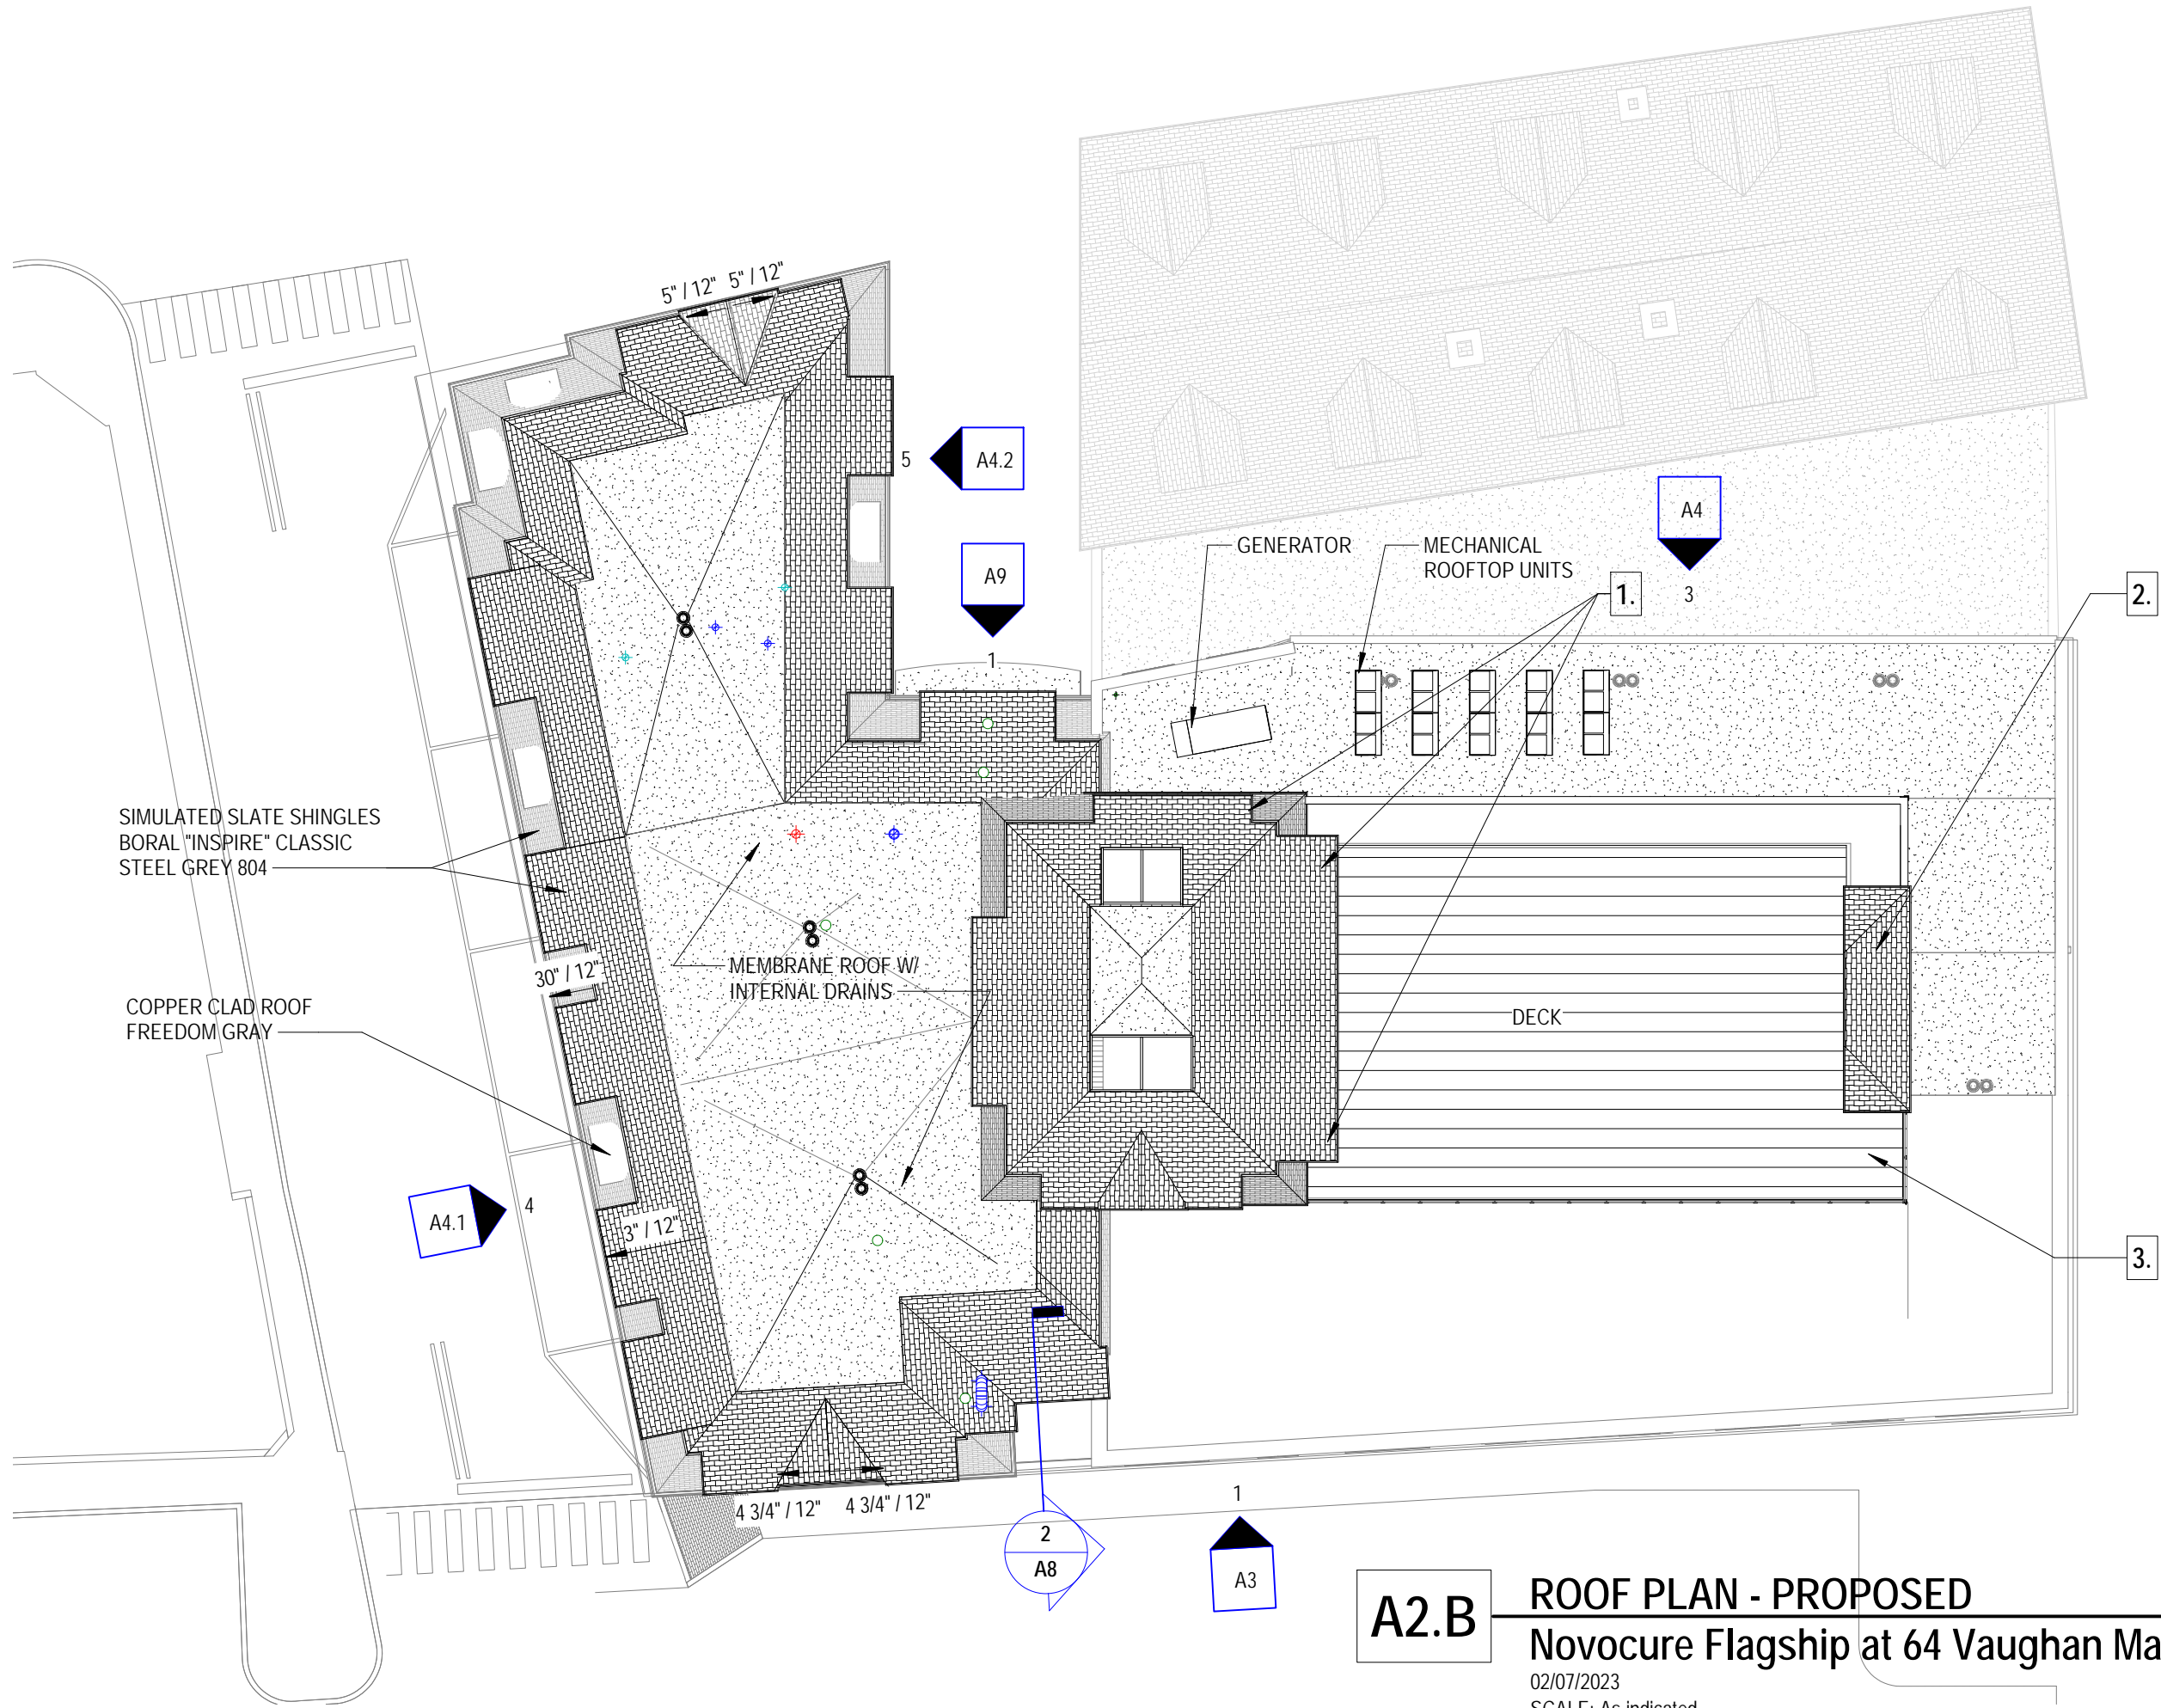 5" / 12"
5" / 12"
5
A4.2
A9
1
A4
3
GENERATOR
MECHANICAL
ROOFTOP UNITS
1.
2.
SIMULATED SLATE SHINGLES
BORAL "INSPIRE" CLASSIC
STEEL GREY 804
30" / 12"
MEMBRANE ROOF W/
INTERNAL DRAINS
COPPER CLAD ROOF
FREEDOM GRAY
DECK
A4.1
4
3" / 12"
3.
4 3/4" / 12"
4 3/4" / 12"
2
A8
1
A3
A2.B
ROOF PLAN - PROPOSED
Novocure Flagship at 64 Vaughan Ma
02/07/2023
SCALE: As indicated